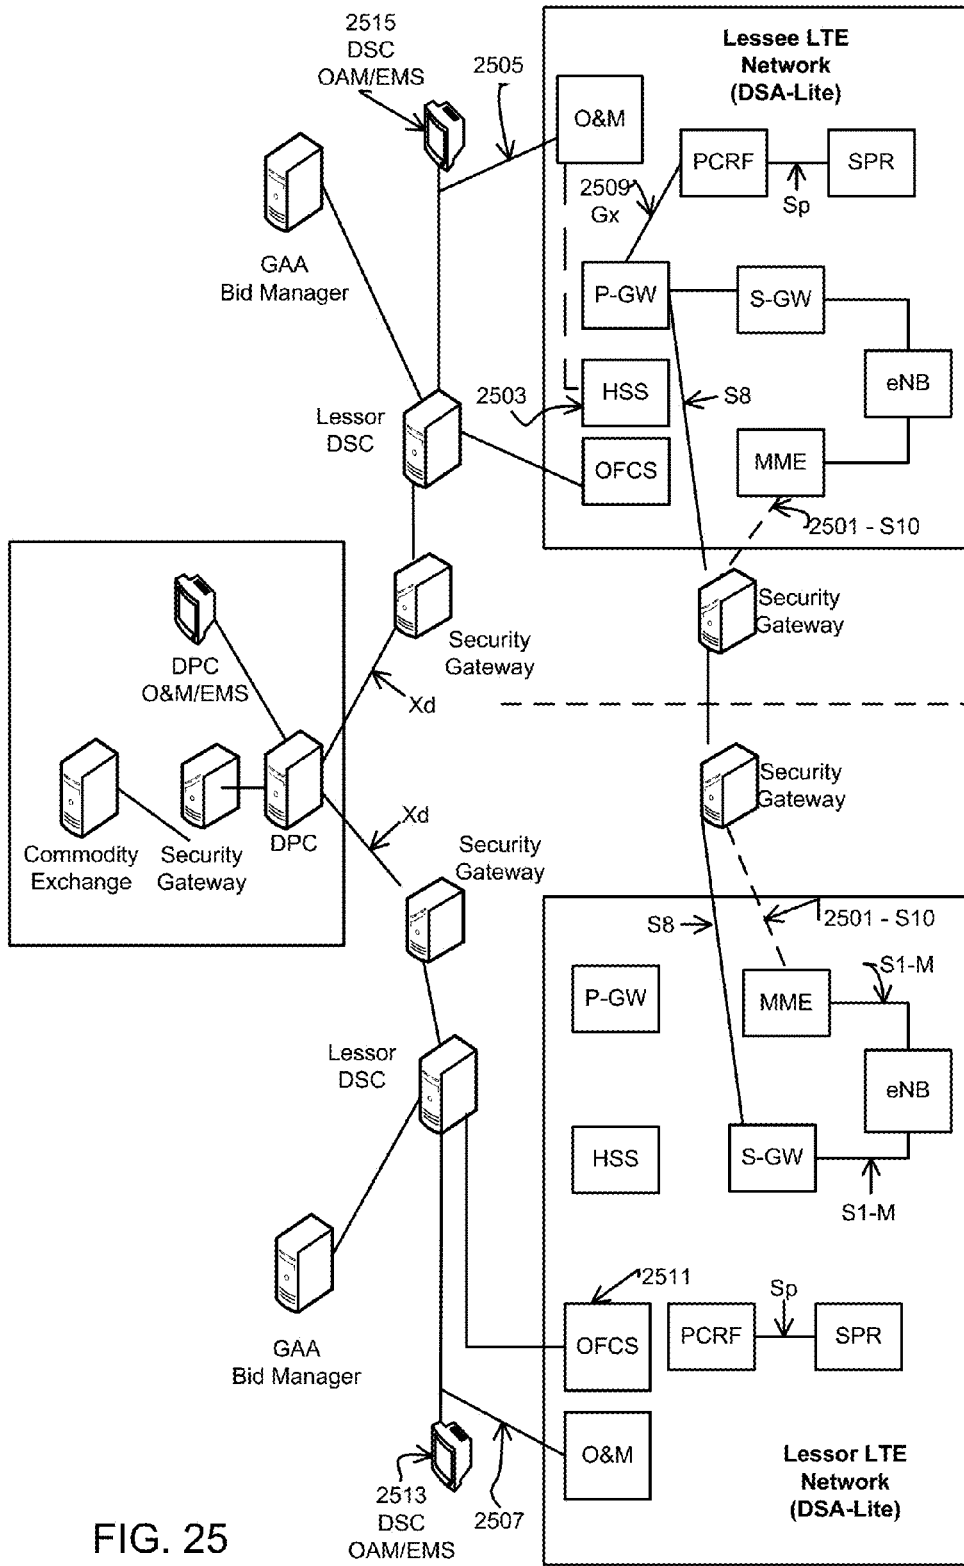 2515
DSC
OAM/EMS
2505
Lessee LTE
Network
(DSA-Lite)
O&M
PCRF
SPR
Sp
2509
Gx
GAA
Bid Manager
P-GW
S-GW
eNB
2503
HSS
S8
Lessor
DSC
OFCS
MME
2501 - S10
Security
Gateway
Security
Gateway
DPC
O&M/EMS
Xd
Security
Gateway
Commodity
Exchange
Security
Gateway
DPC
Xd
Security
Gateway
S8
2501 - S10
S1-M
P-GW
MME
Lessor
DSC
eNB
HSS
S-GW
S1-M
2511
Sp
OFCS
PCRF
SPR
GAA
Bid Manager
O&M
Lessor LTE
Network
(DSA-Lite)
2513
DSC
OAM/EMS
2507
FIG. 25